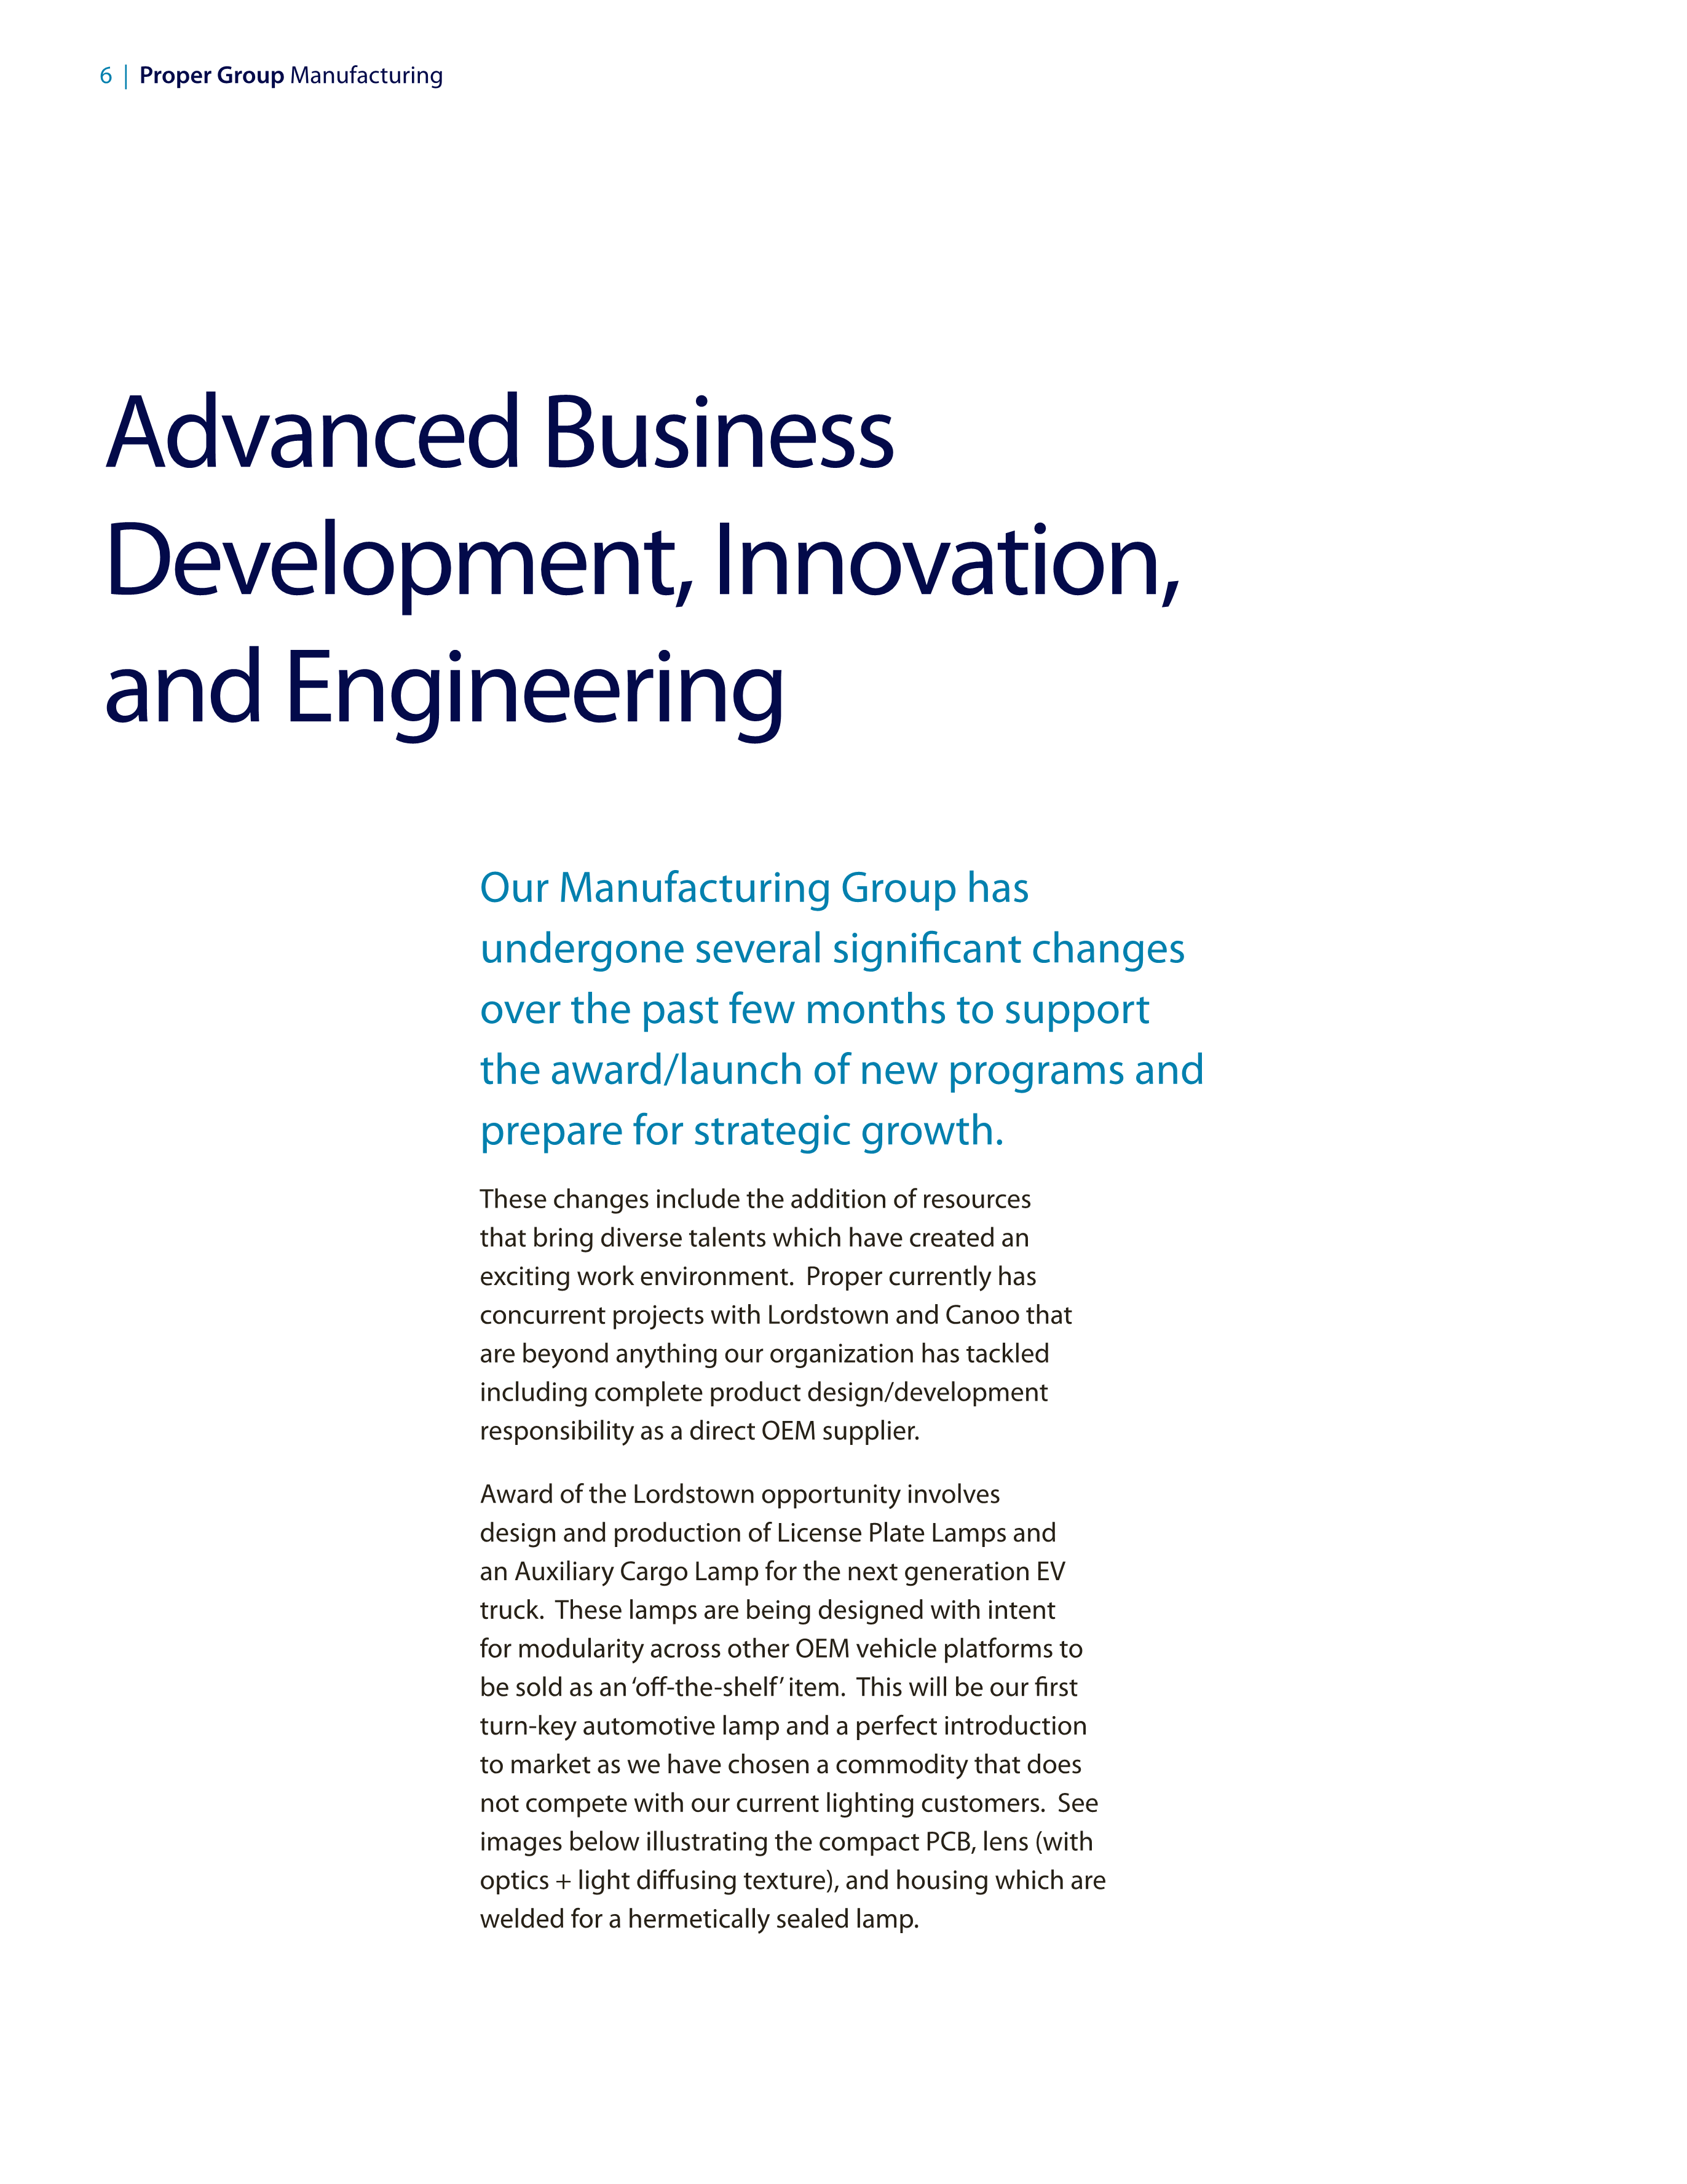 6 | Proper Group Manufacturing
Advanced Business
Development, Innovation,
and Engineering
Our Manufacturing Group has
undergone several significant changes
over the past few months to support
the award/launch of new programs and
prepare for strategic growth.
These changes include the addition of resources
that bring diverse talents which have created an
exciting work environment.  Proper currently has
concurrent projects with Lordstown and Canoo that
are beyond anything our organization has tackled
including complete product design/development
responsibility as a direct OEM supplier.
Award of the Lordstown opportunity involves
design and production of License Plate Lamps and
an Auxiliary Cargo Lamp for the next generation EV
truck.  These lamps are being designed with intent
for modularity across other OEM vehicle platforms to
be sold as an ‘off-the-shelf’ item.  This will be our first
turn-key automotive lamp and a perfect introduction
to market as we have chosen a commodity that does
not compete with our current lighting customers.  See
images below illustrating the compact PCB, lens (with
optics + light diffusing texture), and housing which are
welded for a hermetically sealed lamp.